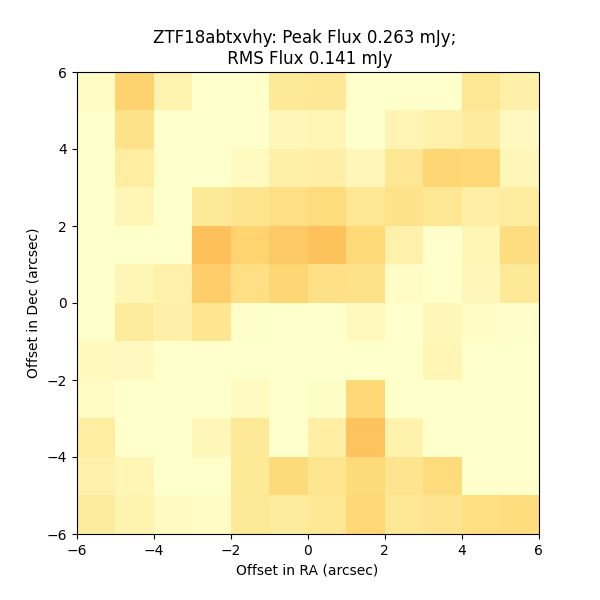 ZTF18abtxvhy: Peak Flux 0.263 mJy;
RMS Flux 0.141 mJy
6
4
2
0
−2
−4
−6
Offset in Dec (arcsec)
−6 −4 −2 0 2 4 6
Offset in RA (arcsec)